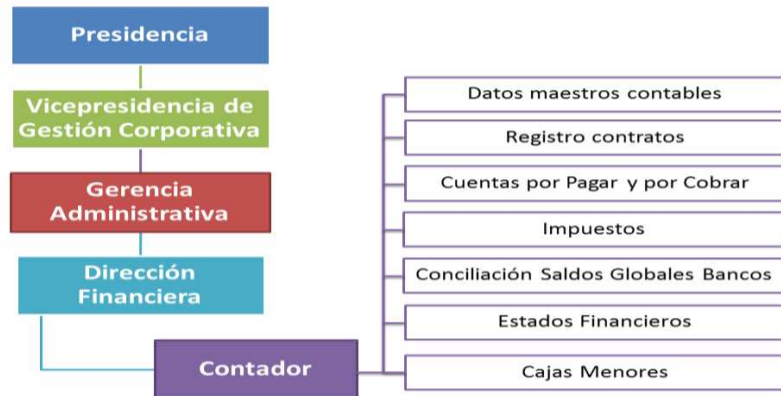 Presidencia
Vicepresidencia de
Gestión Corporativa
Gerencia
Administrativa
Dirección
Financiera
Contador
Datos maestros contables
Registro contratos
Cuentas por Pagar y por Cobrar
Impuestos
Conciliación Saldos Globales Bancos
Estados Financieros
Cajas Menores